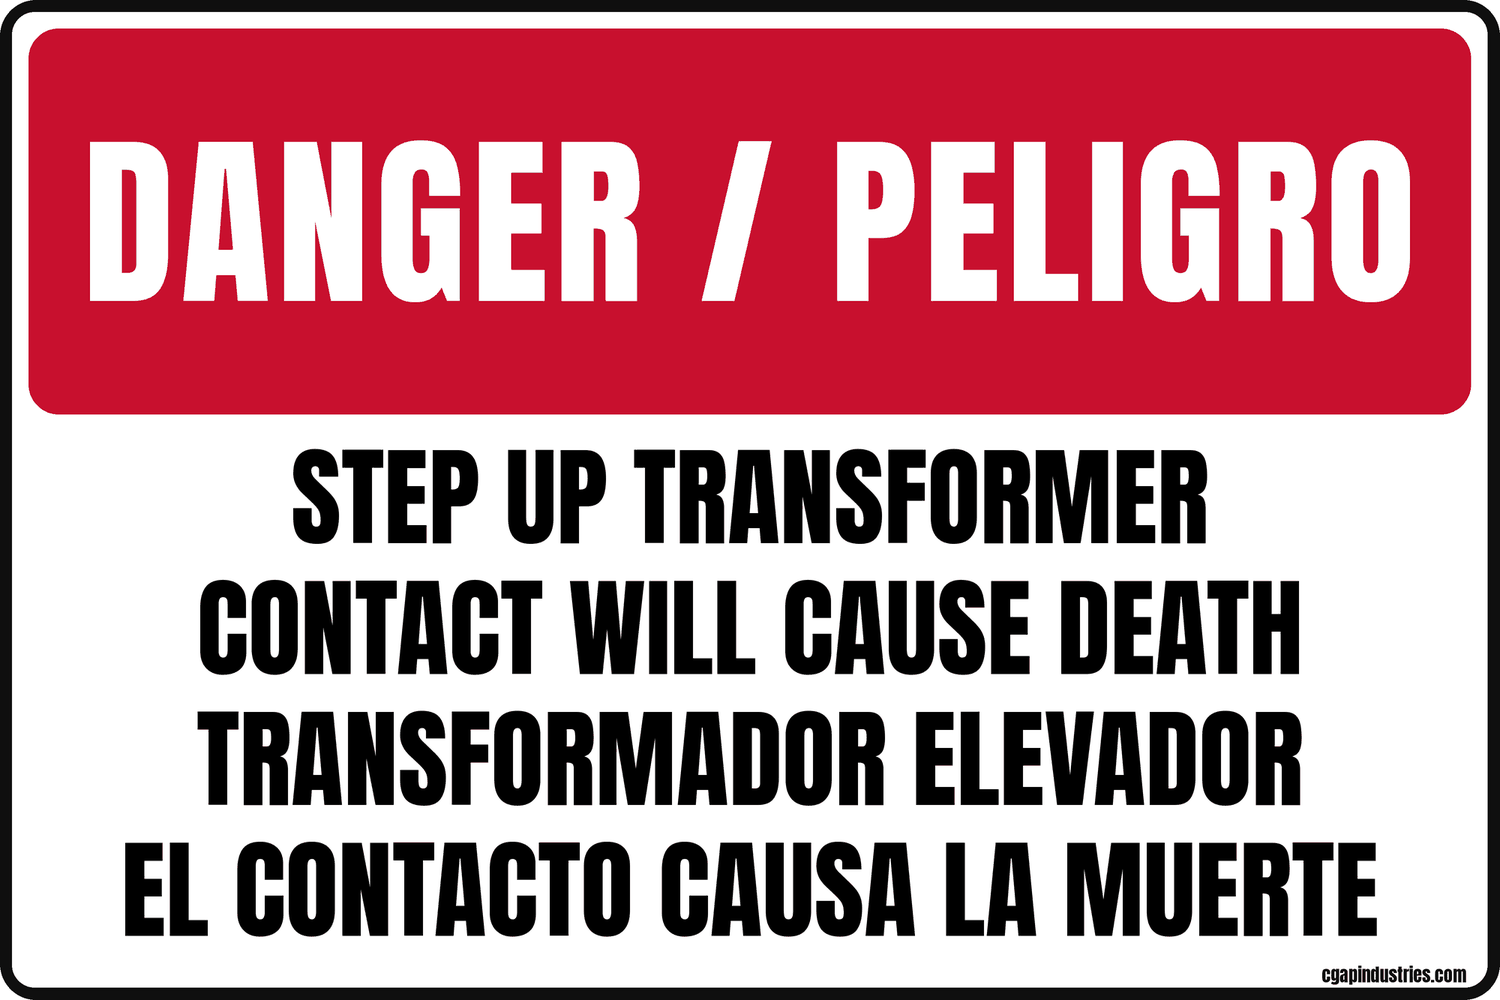 DANGER / PELIGRO
STEP UP TRANSFORMER
CONTACT WILL CAUSE DEATH
TRANSFORMADOR ELEVADOR
EL CONTACTO CAUSA LA MUERTE
cgapindustries.com